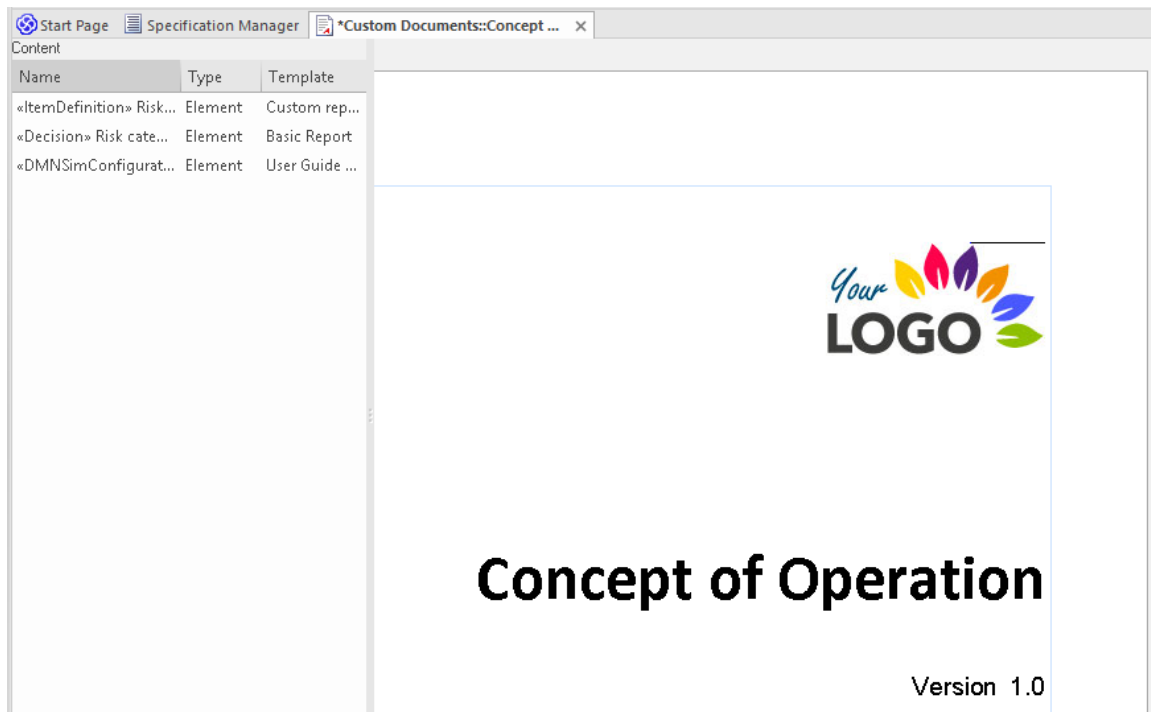 Start Page Specification Manager *Custom Documents::Concept ... ×
Content
Name Type Template
«ItemDefinition» Risk... Element Custom rep...
«Decision» Risk cate... Element Basic Report
«DMNSimConfigurat... Element User Guide ...
Your
LOGO
Concept of Operation
Version 1.0